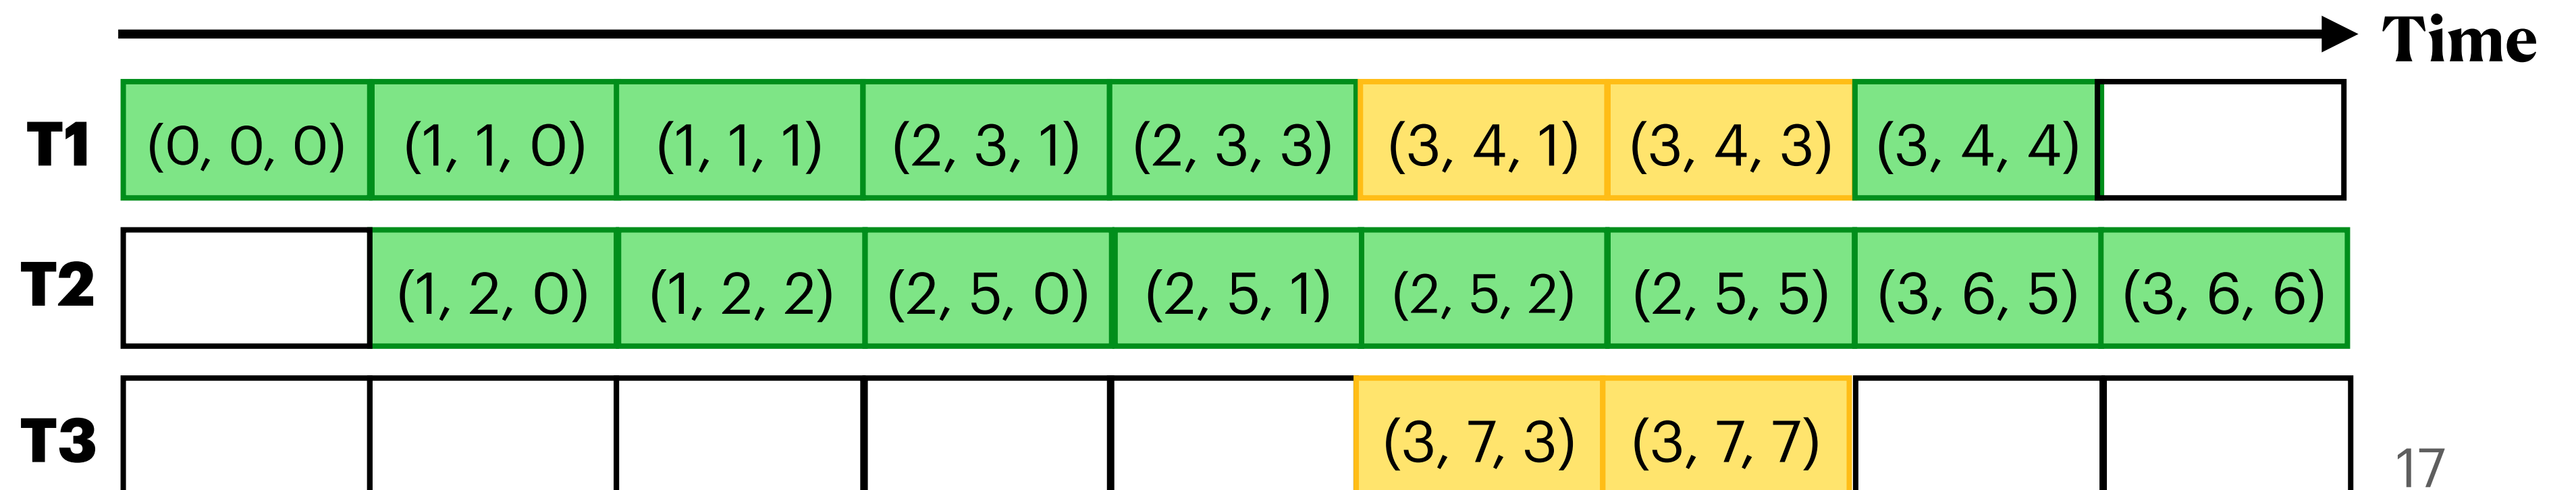 Time
T1 (0, 0, 0) (1, 1, 0) (1, 1, 1) (2, 3, 1) (2, 3, 3) (3, 4, 1) (3, 4, 3) (3, 4, 4)
T2 (1, 2, 0) (1, 2, 2) (2, 5, 0) (2, 5, 1) (2, 5, 2) (2, 5, 5) (3, 6, 5) (3, 6, 6)
T3 (3, 7, 3) (3, 7, 7)
17